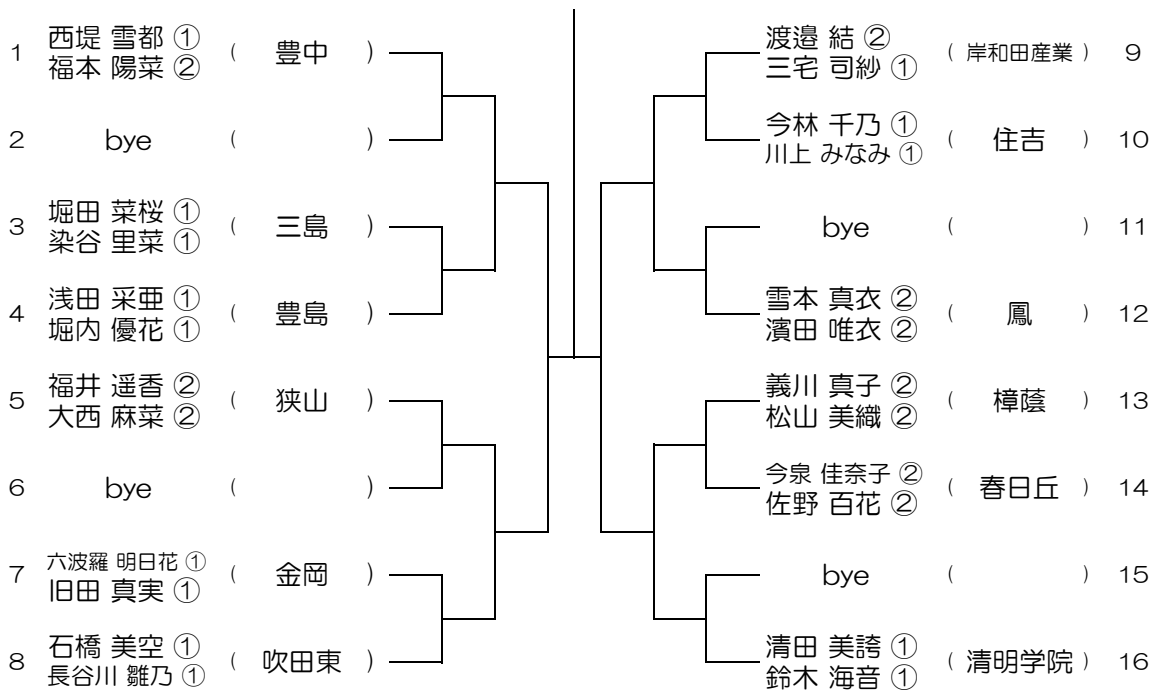 1 西堤 雪都 ① ( 豊中 )
福本 陽菜 ②
2 bye ( )
3 堀田 菜桜 ① ( 三島 )
染谷 里菜 ①
4 浅田 采亜 ① ( 豊島 )
堀内 優花 ①
5 福井 遥香 ② ( 狭山 )
大西 麻菜 ②
6 bye ( )
7 六波羅 明日花 ① ( 金岡 )
旧田 真実 ①
8 石橋 美空 ① ( 吹田東 )
長谷川 雛乃 ①
渡邉 結 ② ( 岸和田産業 ) 9
三宅 司紗 ①
今林 千乃 ① ( 住吉 ) 10
川上 みなみ ①
bye ( ) 11
雪本 真衣 ② ( 鳳 ) 12
濱田 唯衣 ②
義川 真子 ② ( 樟蔭 ) 13
松山 美織 ②
今泉 佳奈子 ② ( 春日丘 ) 14
佐野 百花 ②
bye ( ) 15
清田 美誇 ① ( 清明学院 ) 16
鈴木 海音 ①